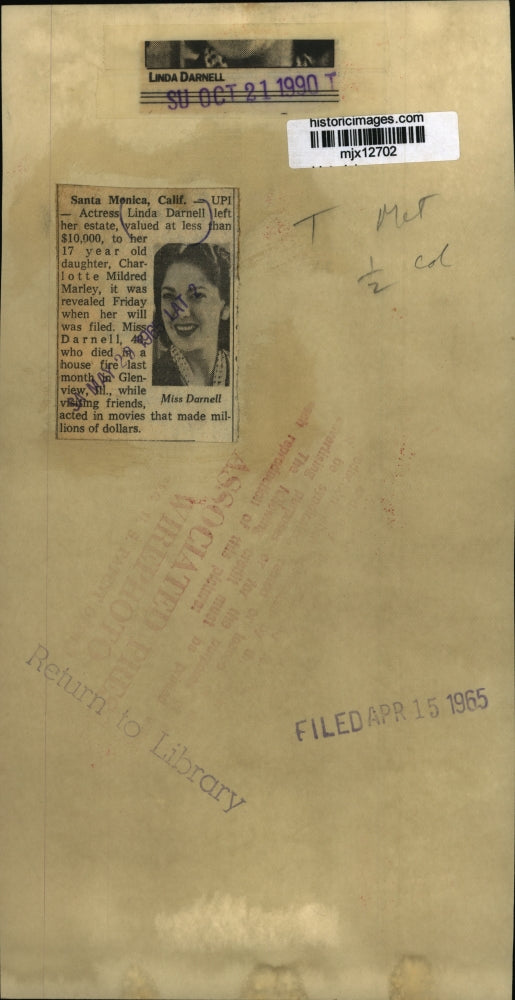 LINDA DARNELL
SU OCT 21 1990 T
historicimages.com
mjx12702
Santa Monica, Calif. — UPI
— Actress Linda Darnell left
her estate, valued at less than
$10,000, to her
17 year old
daughter, Char-
lotte Mildred
Marley, it was
revealed Friday
when her will
was filed. Miss
Darnell,
who died in a
house fire last
month in Glen-
view, Ill., while
visiting friends,
acted in movies that made mil-
lions of dollars.
Miss Darnell
T Met
½ col
ASSOCIATED
WIREPHOTO
Return to Library
FILED APR 15 1965